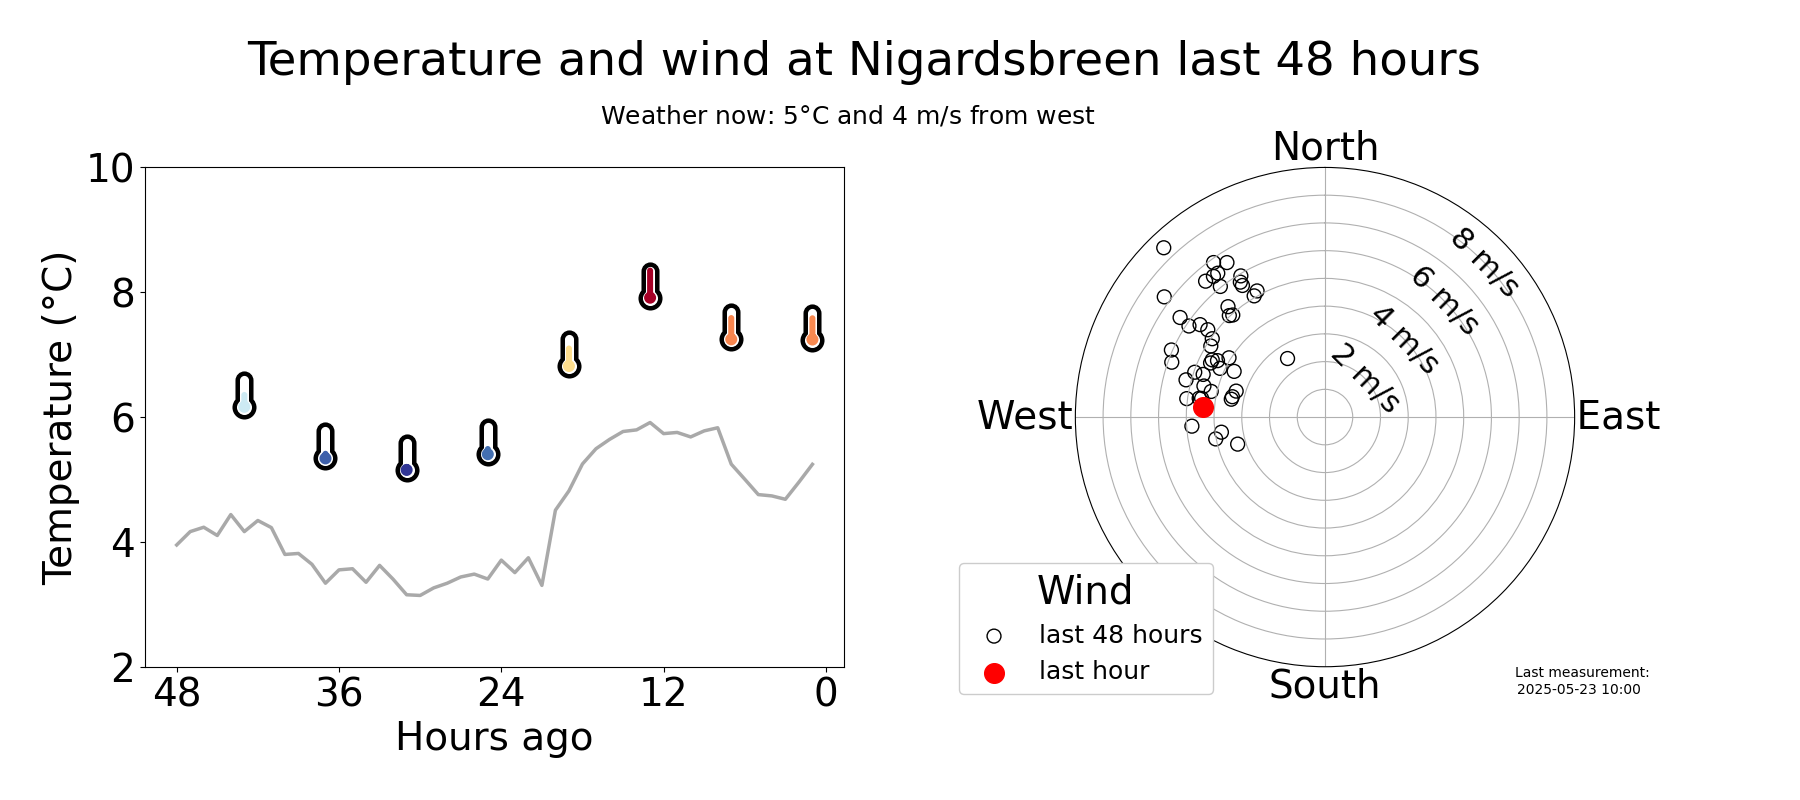 Temperature and wind at Nigardsbreen last 48 hours
Weather now: 5°C and 4 m/s from west
Temperature (°C)
10
8
6
4
2
48 36 24 12 0
Hours ago
North
West
East
South
8 m/s
6 m/s
4 m/s
2 m/s
Wind
last 48 hours
last hour
Last measurement:
2025-05-23 10:00